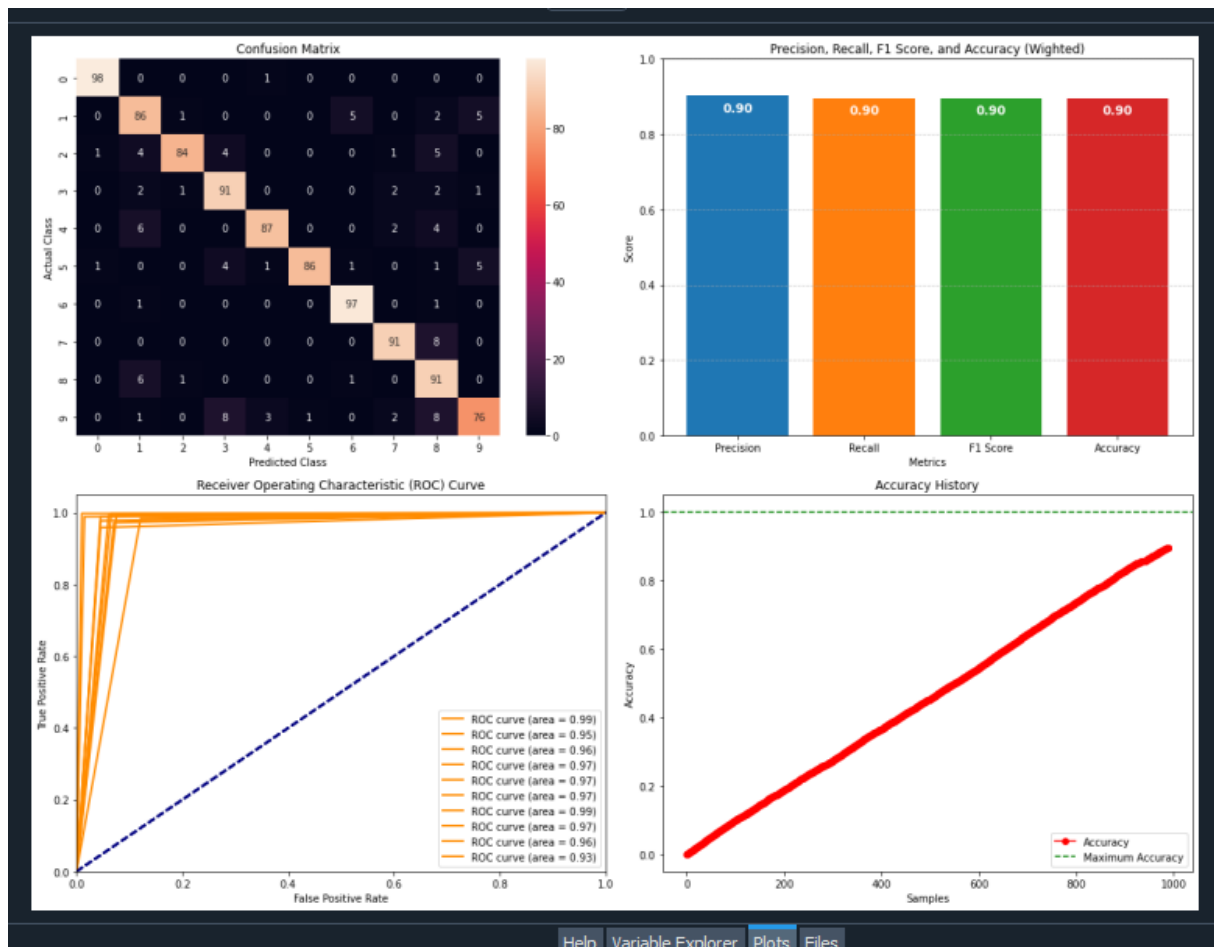 Confusion Matrix
Actual Class
0 98 0 0 0 1 0 0 0 0 0
1 0 86 1 0 0 0 5 0 2 5
2 1 4 84 4 0 0 0 1 5 0
3 0 2 1 91 0 0 0 2 2 1
4 0 6 0 0 87 0 0 2 4 0
5 1 0 0 4 1 86 1 0 1 5
6 0 1 0 0 0 0 97 0 1 0
7 0 0 0 0 0 0 0 91 8 0
8 0 6 1 0 0 0 1 0 91 0
9 0 1 0 8 3 1 0 2 8 76
0 1 2 3 4 5 6 7 8 9
Predicted Class
80
60
40
20
0
Precision, Recall, F1 Score, and Accuracy (Wighted)
Score
1.0
0.8
0.6
0.4
0.2
0.0
0.90 0.90 0.90 0.90
Precision Recall F1 Score Accuracy
Metrics
Receiver Operating Characteristic (ROC) Curve
True Positive Rate
1.0
0.8
0.6
0.4
0.2
0.0
ROC curve (area = 0.99)
ROC curve (area = 0.95)
ROC curve (area = 0.96)
ROC curve (area = 0.97)
ROC curve (area = 0.97)
ROC curve (area = 0.97)
ROC curve (area = 0.99)
ROC curve (area = 0.97)
ROC curve (area = 0.96)
ROC curve (area = 0.93)
0.0 0.2 0.4 0.6 0.8 1.0
False Positive Rate
Accuracy History
Accuracy
1.0
0.8
0.6
0.4
0.2
0.0
Accuracy
Maximum Accuracy
0 200 400 600 800 1000
Samples
Help Variable Explorer Plots Files